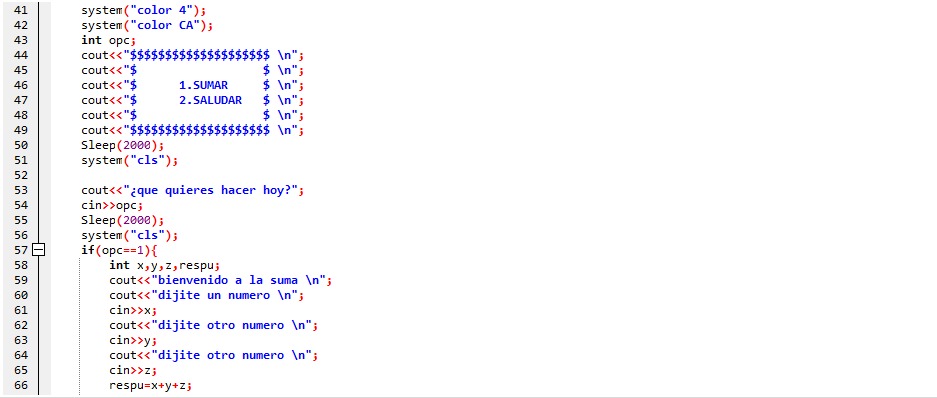 41 system("color 4");
42 system("color CA");
43 int opc;
44 cout<<"$$$$$$$$$$$$$$$$$$$$ \n";
45 cout<<"$                  $ \n";
46 cout<<"$      1.SUMAR     $ \n";
47 cout<<"$      2.SALUDAR   $ \n";
48 cout<<"$                  $ \n";
49 cout<<"$$$$$$$$$$$$$$$$$$$$ \n";
50 Sleep(2000);
51 system("cls");
52
53 cout<<"¿que quieres hacer hoy?";
54 cin>>opc;
55 Sleep(2000);
56 system("cls");
57 if(opc==1){
58     int x,y,z,respu;
59     cout<<"bienvenido a la suma \n";
60     cout<<"dijite un numero \n";
61     cin>>x;
62     cout<<"dijite otro numero \n";
63     cin>>y;
64     cout<<"dijite otro numero \n";
65     cin>>z;
66     respu=x+y+z;